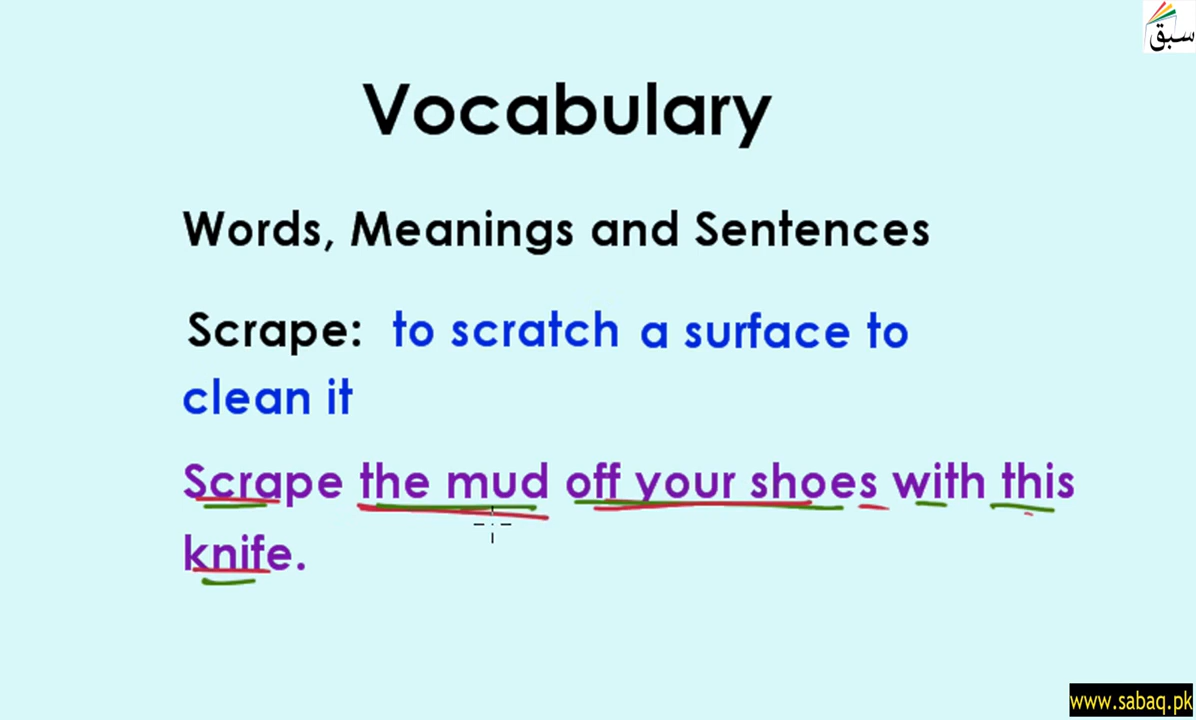 سبق
Vocabulary
Words, Meanings and Sentences
Scrape: to scratch a surface to
clean it
Scrape the mud off your shoes with this
knife.
www.sabaq.pk